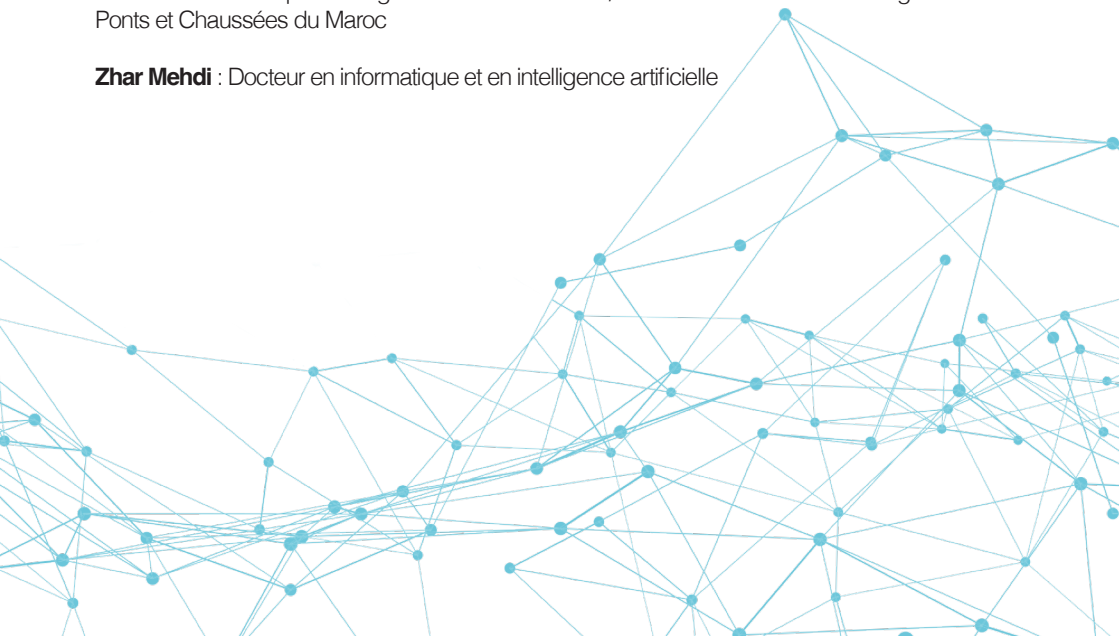 Ponts et Chaussées du Maroc
Zhar Mehdi : Docteur en informatique et en intelligence artificielle